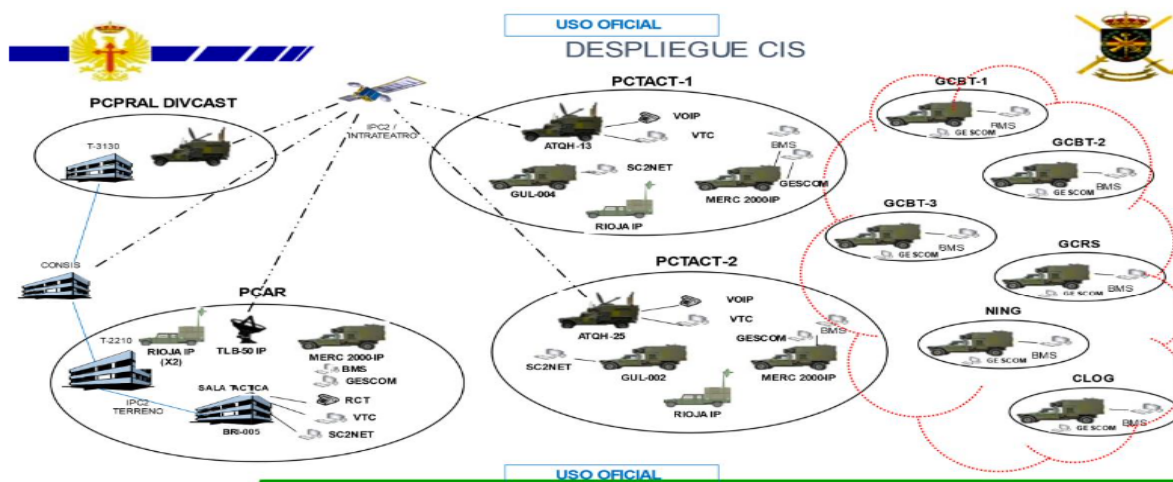 USO OFICIAL
DESPLIEGUE CIS
PCPRAL DIVCAST
T-3130
IPC2 /
INTRATEATRO
PCTACT-1
VOIP
VTC
ATQH-13
SC2NET
GUL-004
BMS
GESCOM
MERC 2000-IP
RIOJA IP
GCBT-1
BMS
GESCOM
GCBT-2
BMS
GESCOM
GCBT-3
BMS
GESCOM
GCRS
BMS
GESCOM
NING
BMS
GESCOM
CLOG
BMS
GESCOM
CONSIS
PCAR
T-2210
RIOJA IP
(X2)
TLB-50 IP
MERC 2000-IP
BMS
GESCOM
SALA TACTICA
RCT
VTC
SC2NET
IPC2
TERRENO
BRI-005
PCTACT-2
VOIP
VTC
ATQH-25
SC2NET
GUL-002
GESCOM
BMS
MERC 2000-IP
RIOJA IP
USO OFICIAL